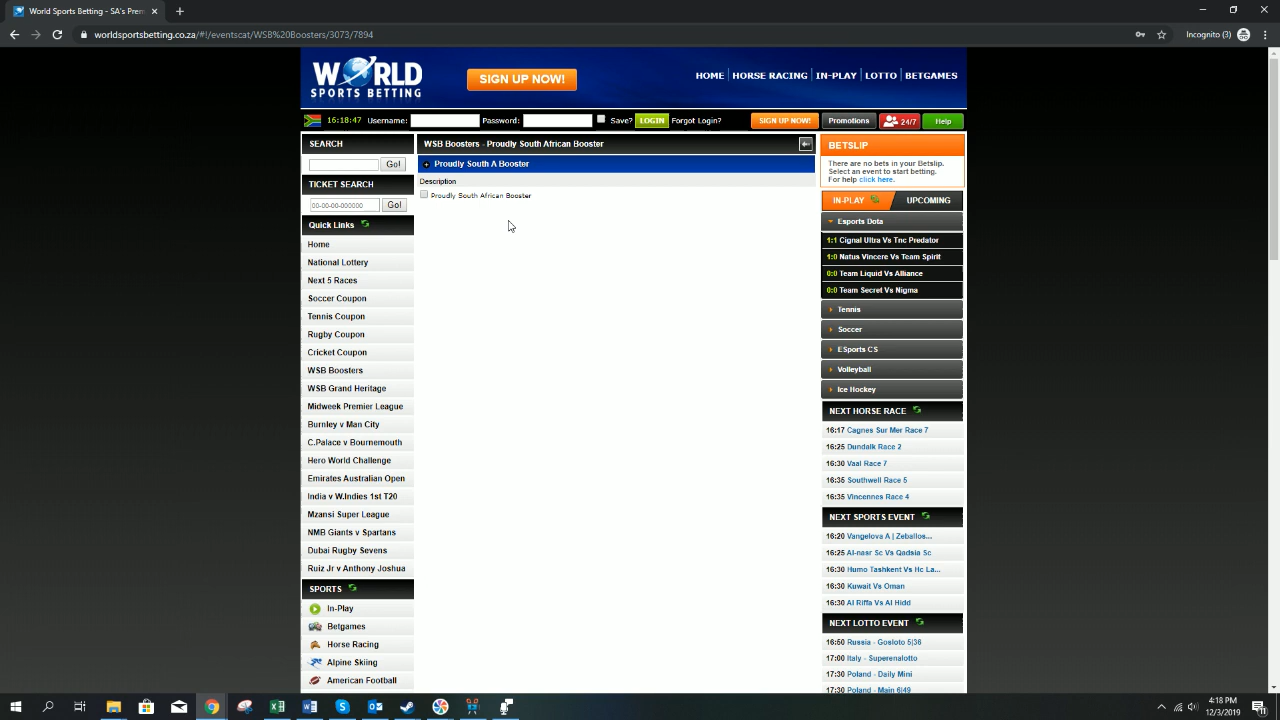 World Sports Betting - SA's Prem
Incognito (3)
worldsportsbetting.co.za/#!/eventscat/WSB%20Boosters/3073/7894
WORLD
SPORTS BETTING
SIGN UP NOW!
HOME
HORSE RACING
IN-PLAY
LOTTO
BETGAMES
16:18:47
Username:
Password:
Save?
LOGIN
Forgot Login?
SIGN UP NOW!
Promotions
24/7
Help
SEARCH
Go!
TICKET SEARCH
00-00-00-000000
Go!
Quick Links
Home
National Lottery
Next 5 Races
Soccer Coupon
Tennis Coupon
Rugby Coupon
Cricket Coupon
WSB Boosters
WSB Grand Heritage
Midweek Premier League
Burnley v Man City
C.Palace v Bournemouth
Hero World Challenge
Emirates Australian Open
India v W.Indies 1st T20
Mzansi Super League
NMB Giants v Spartans
Dubai Rugby Sevens
Ruiz Jr v Anthony Joshua
SPORTS
In-Play
Betgames
Horse Racing
Alpine Skiing
American Football
WSB Boosters - Proudly South African Booster
Proudly South A Booster
Description
Proudly South African Booster
BETSLIP
There are no bets in your Betslip.
Select an event to start betting.
For help click here.
IN-PLAY
UPCOMING
Esports Dota
1:1 Cignal Ultra Vs Tnc Predator
1:0 Natus Vincere Vs Team Spirit
0:0 Team Liquid Vs Alliance
0:0 Team Secret Vs Nigma
Tennis
Soccer
ESports CS
Volleyball
Ice Hockey
NEXT HORSE RACE
16:17 Cagnes Sur Mer Race 7
16:25 Dundalk Race 2
16:30 Vaal Race 7
16:35 Southwell Race 5
16:35 Vincennes Race 4
NEXT SPORTS EVENT
16:20 Vangelova A | Zeballos...
16:25 Al-nasr Sc Vs Qadsia Sc
16:30 Humo Tashkent Vs Hc La...
16:30 Kuwait Vs Oman
16:30 Al Riffa Vs Al Hidd
NEXT LOTTO EVENT
16:50 Russia - Gosloto 5|36
17:00 Italy - Superenalotto
17:30 Poland - Daily Mini
17:30 Poland - Main 6|49
4:18 PM
12/3/2019